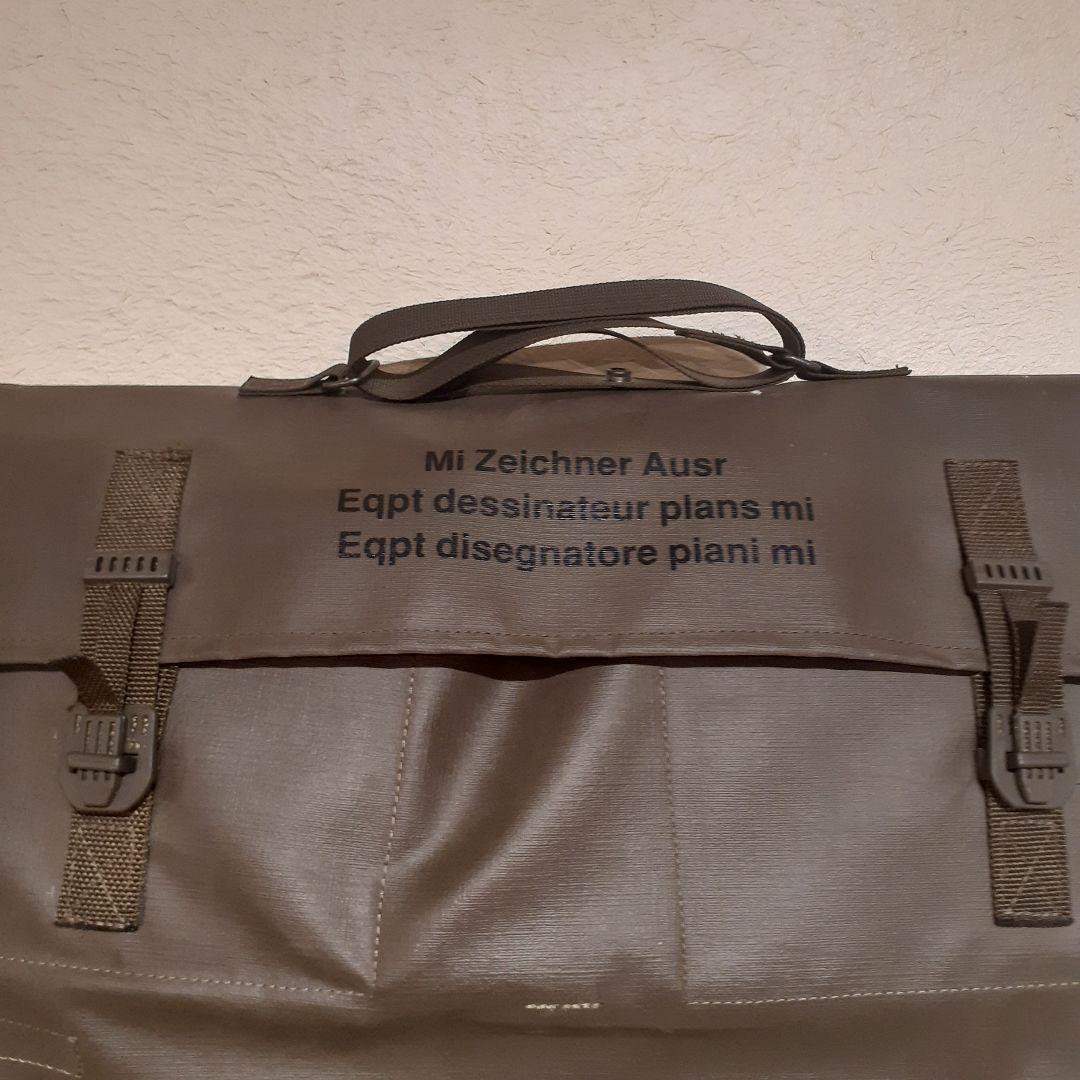 Mi Zeichner Ausr
Eqpt dessinateur plans mi
Eqpt disegnatore piani mi